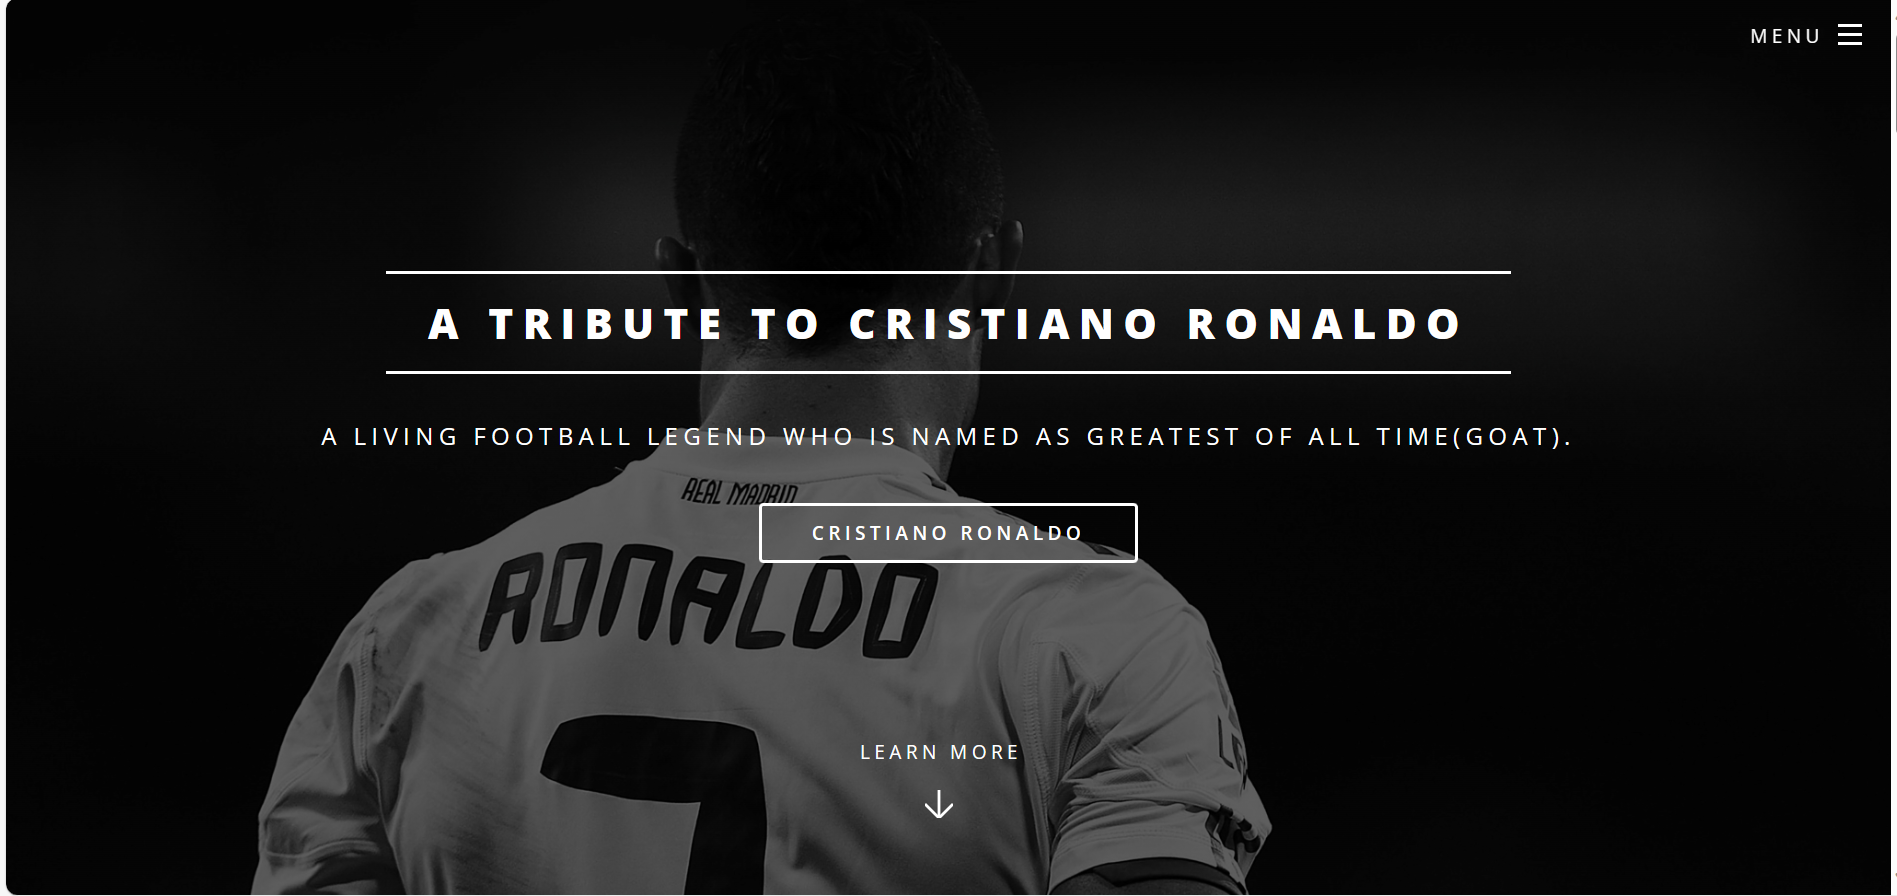 MENU
A TRIBUTE TO CRISTIANO RONALDO
A LIVING FOOTBALL LEGEND WHO IS NAMED AS GREATEST OF ALL TIME(GOAT).
REAL MADRID
CRISTIANO RONALDO
RONALDO
7
LEARN MORE